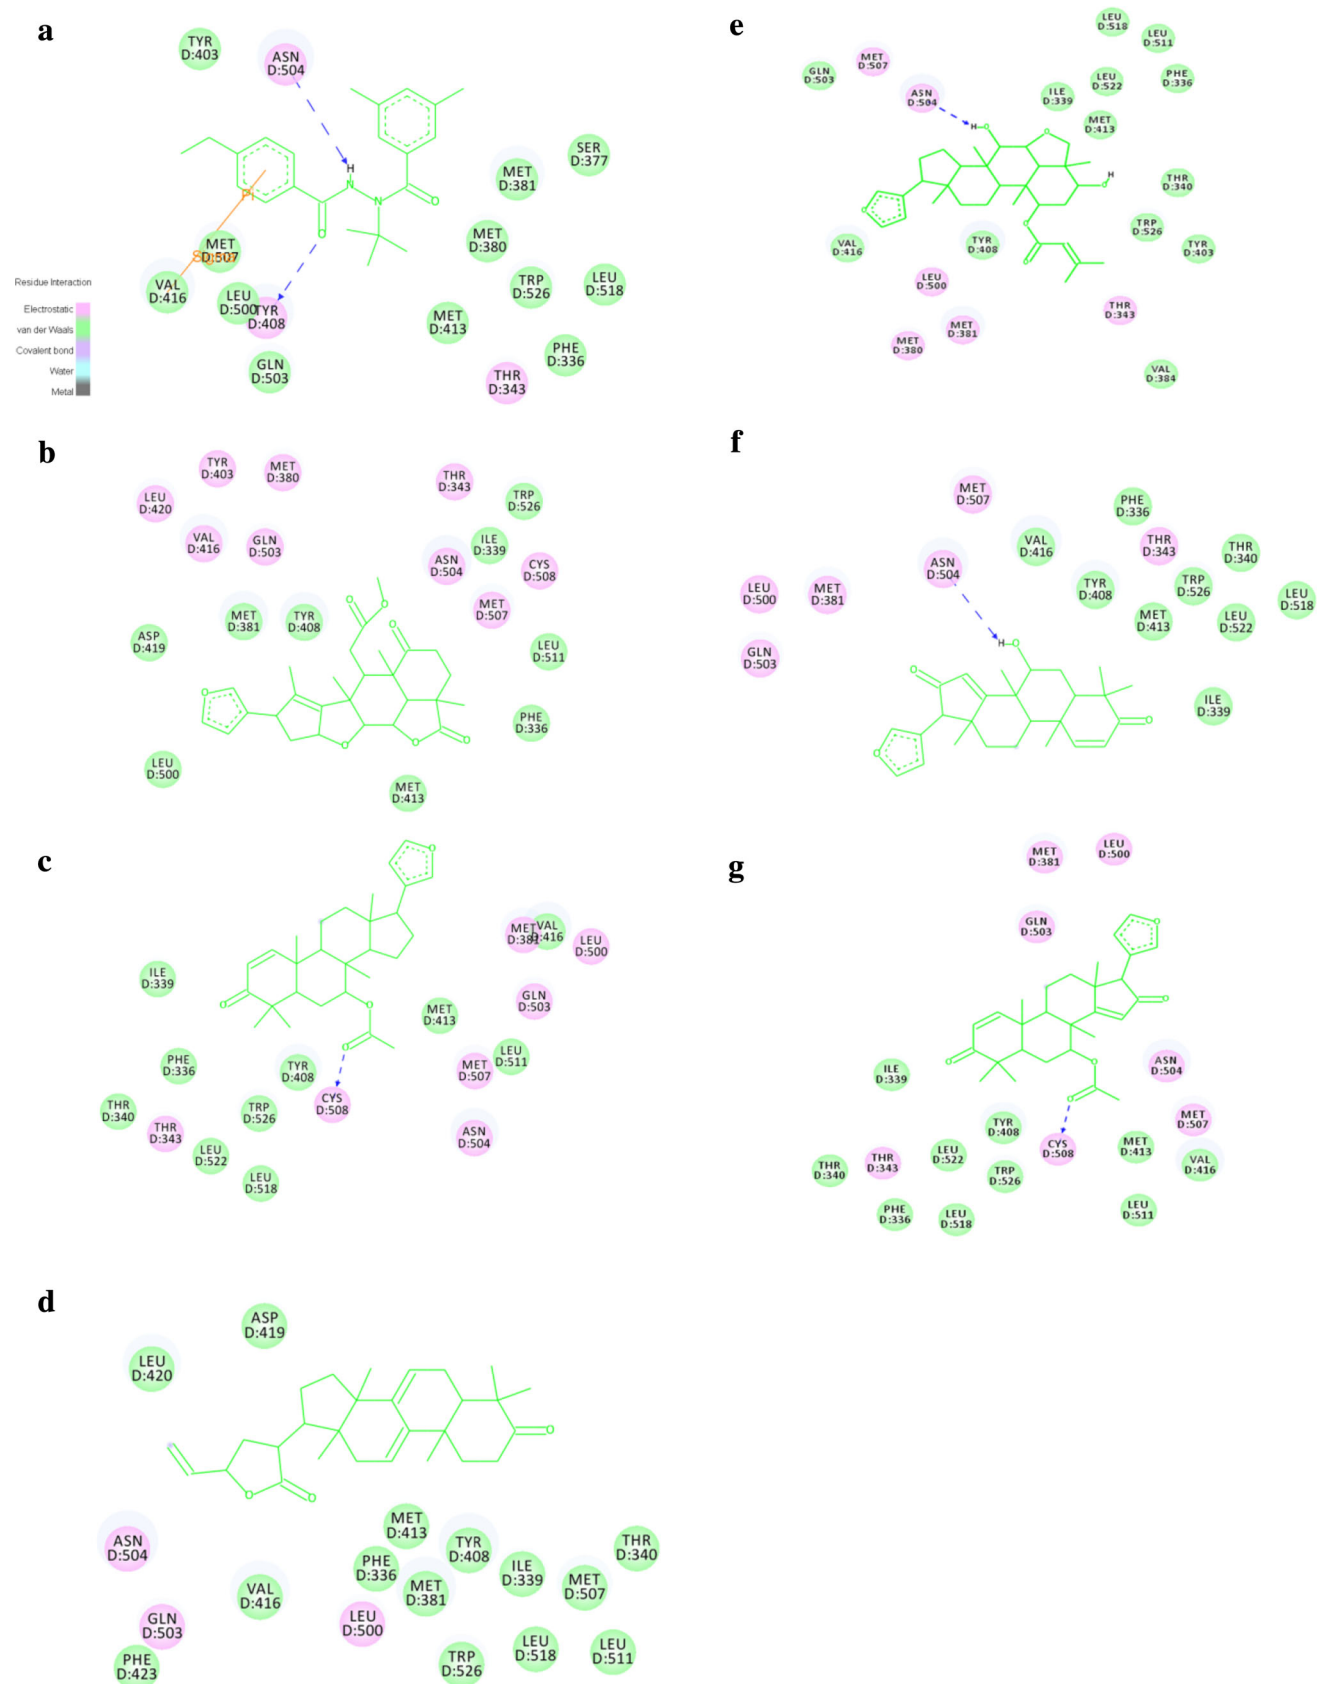 a
TYR
D:403
ASN
D:504
H
N
N
O
O
Pi
SER
D:377
MET
D:381
MET
D:380
TRP
D:526
LEU
D:518
MET
D:413
PHE
D:336
THR
D:343
MET
D:507
VAL
D:416
LEU
D:500
TYR
D:408
GLN
D:503
Residue Interaction
Electrostatic
van der Waals
Covalent bond
Water
Metal
b
TYR
D:403
MET
D:380
LEU
D:420
VAL
D:416
GLN
D:503
THR
D:343
TRP
D:526
ILE
D:339
ASN
D:504
CYS
D:508
MET
D:507
MET
D:381
TYR
D:408
ASP
D:419
LEU
D:511
PHE
D:336
LEU
D:500
MET
D:413
O
O
O
O
O
O
O
c
O
O
O
O
MET
D:381
VAL
D:416
LEU
D:500
ILE
D:339
GLN
D:503
MET
D:413
PHE
D:336
TYR
D:408
MET
D:507
LEU
D:511
THR
D:340
TRP
D:526
CYS
D:508
THR
D:343
ASN
D:504
LEU
D:522
LEU
D:518
d
ASP
D:419
LEU
D:420
O
O
O
MET
D:413
ASN
D:504
PHE
D:336
TYR
D:408
THR
D:340
VAL
D:416
MET
D:381
ILE
D:339
MET
D:507
GLN
D:503
LEU
D:500
PHE
D:423
TRP
D:526
LEU
D:518
LEU
D:511
e
LEU
D:518
LEU
D:511
GLN
D:503
MET
D:507
ASN
D:504
ILE
D:339
LEU
D:522
PHE
D:336
MET
D:413
H O
O
O H
O
O
O
THR
D:340
TRP
D:526
TYR
D:403
VAL
D:416
TYR
D:408
LEU
D:500
THR
D:343
MET
D:381
MET
D:380
VAL
D:384
f
MET
D:507
PHE
D:336
VAL
D:416
THR
D:343
THR
D:340
ASN
D:504
LEU
D:500
MET
D:381
TYR
D:408
TRP
D:526
LEU
D:518
MET
D:413
LEU
D:522
GLN
D:503
H O
O
O
O
ILE
D:339
g
MET
D:381
LEU
D:500
GLN
D:503
O
O
O
O
O
ASN
D:504
ILE
D:339
MET
D:507
TYR
D:408
CYS
D:508
MET
D:413
VAL
D:416
THR
D:340
THR
D:343
LEU
D:522
TRP
D:526
PHE
D:336
LEU
D:518
LEU
D:511